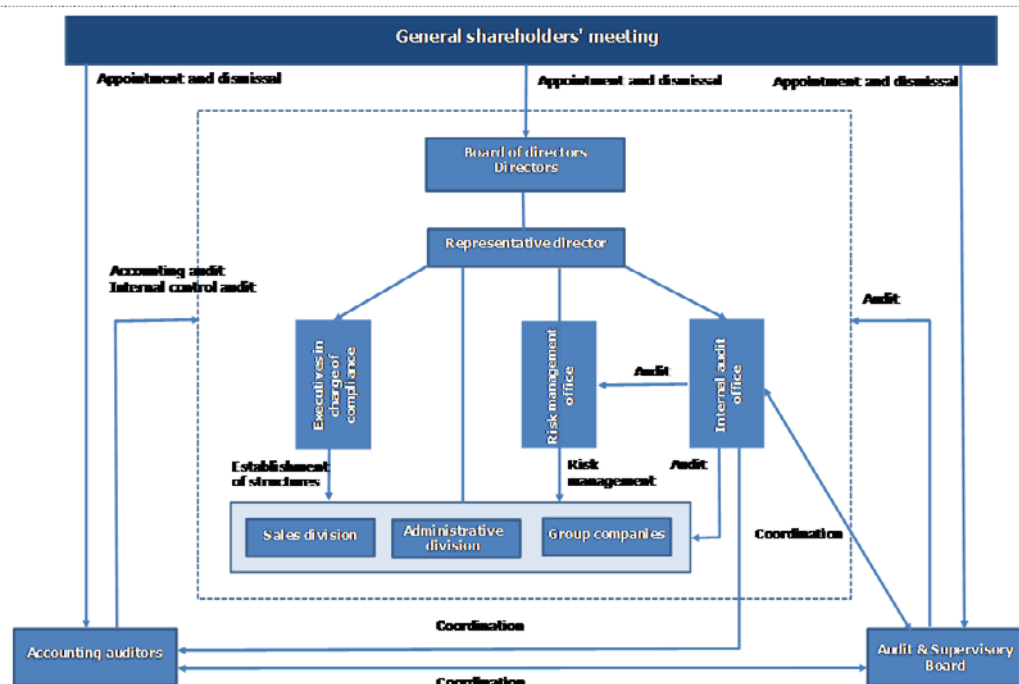 General shareholders' meeting
Appointment and dismissal
Appointment and dismissal
Appointment and dismissal
Board of directors
Directors
Representative director
Accounting audit
Internal control audit
Audit
Executives in
charge of
compliance
Risk management
office
Audit
Internal audit
office
Establishment
of structures
Risk
management
Audit
Sales division
Administrative
division
Group companies
Coordination
Coordination
Accounting auditors
Audit & Supervisory
Board
Coordination